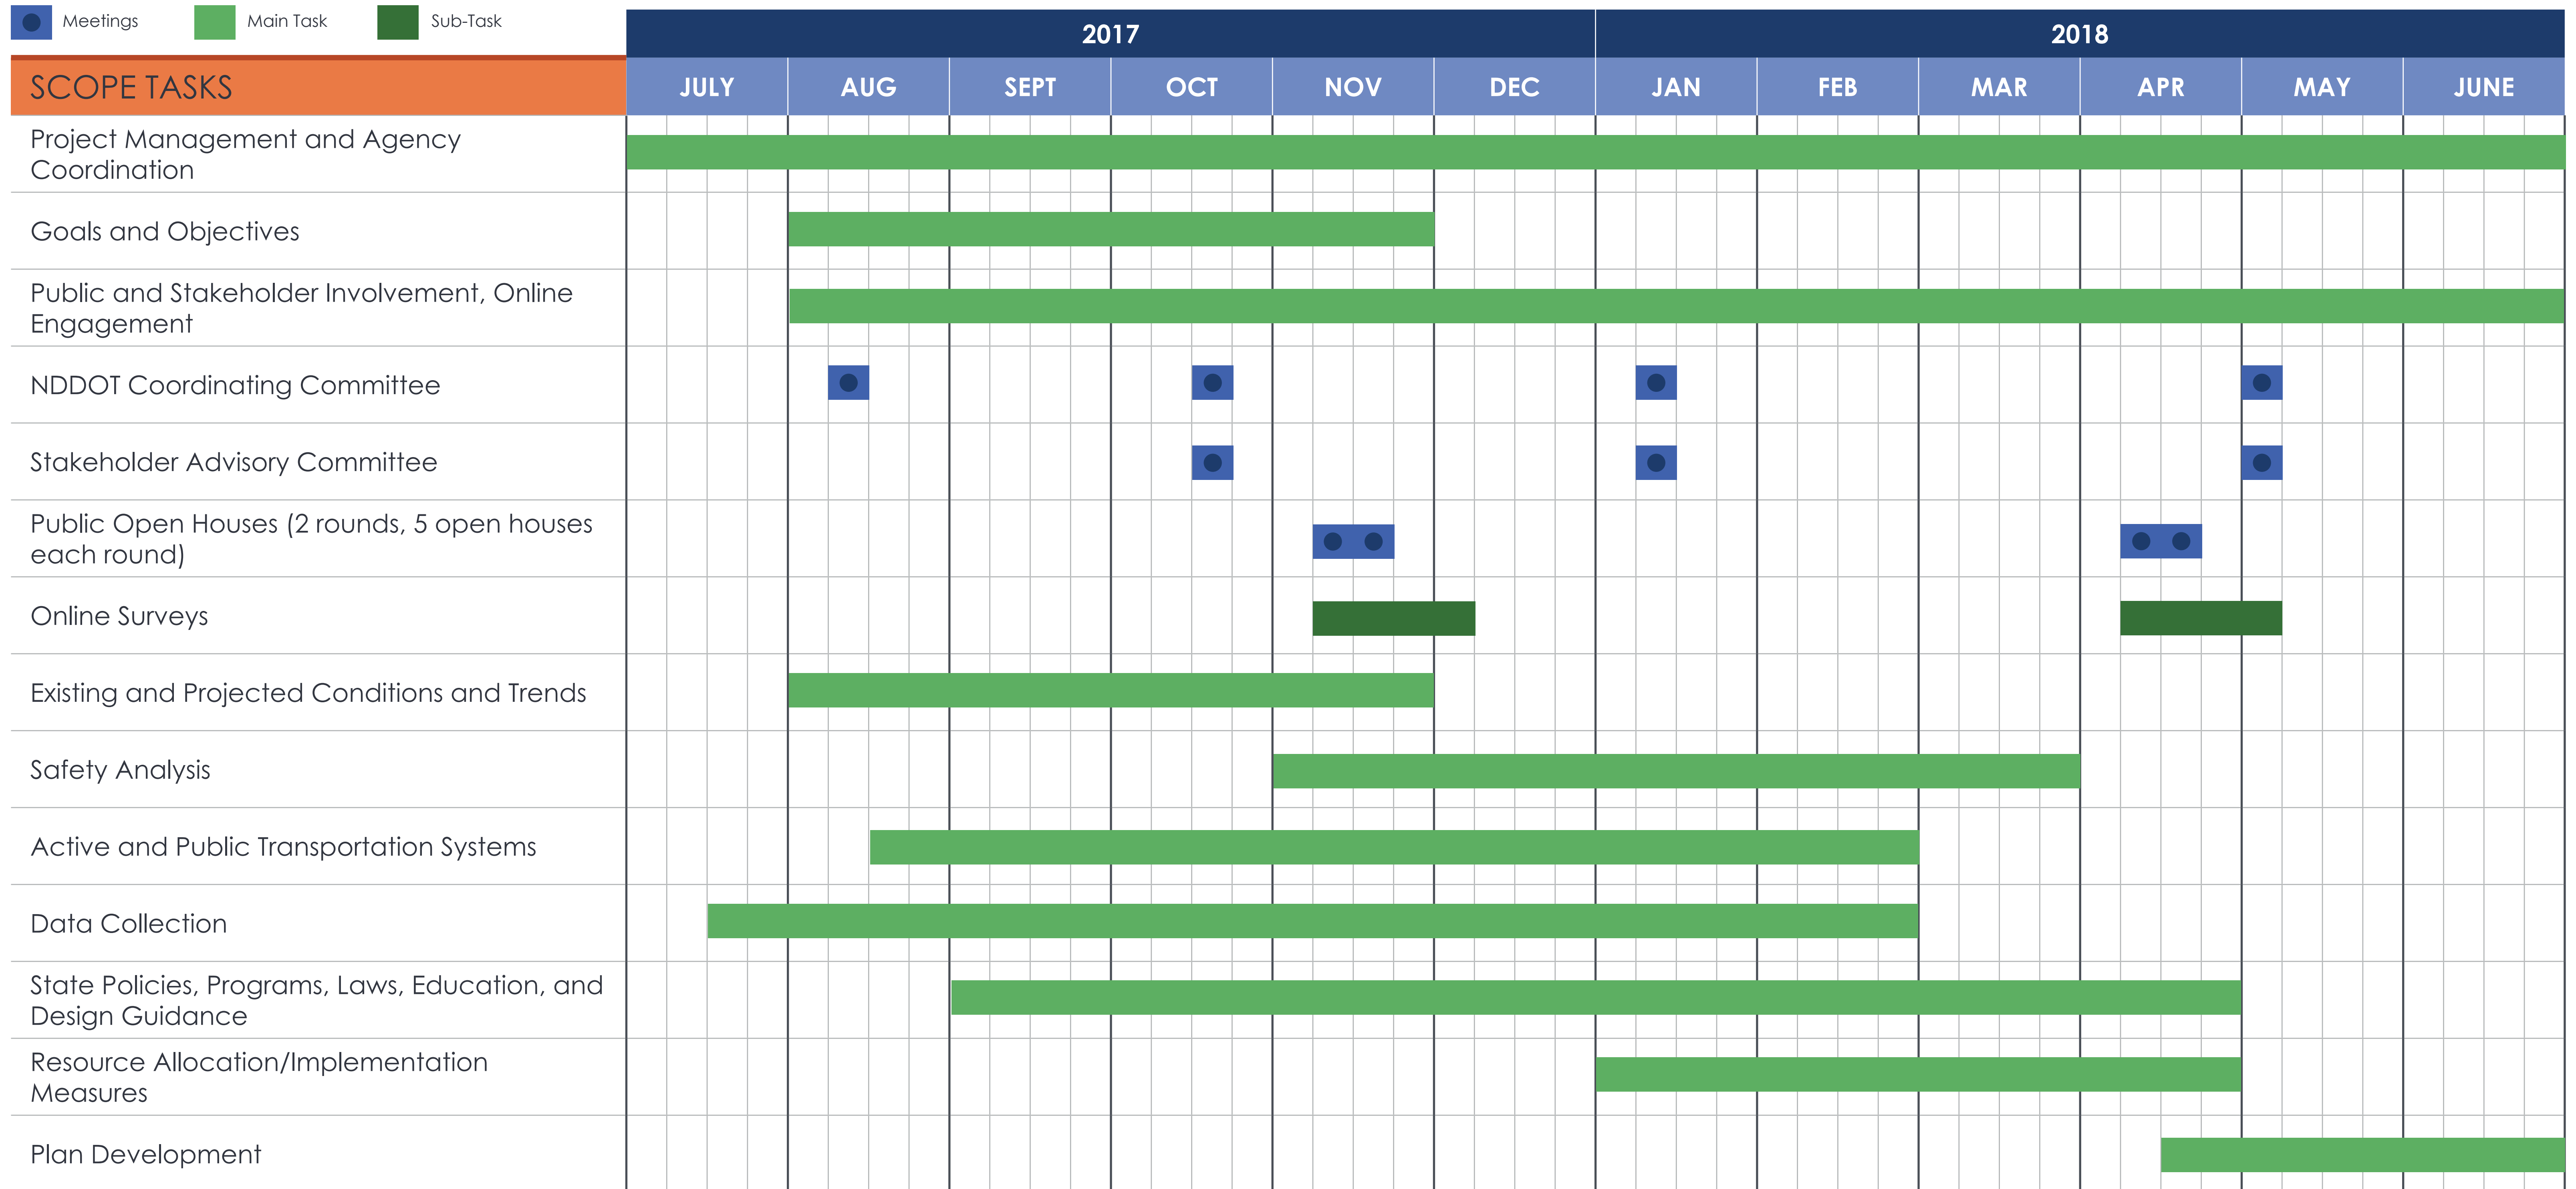 Meetings
Main Task
Sub-Task
2017
2018
SCOPE TASKS
JULY
AUG
SEPT
OCT
NOV
DEC
JAN
FEB
MAR
APR
MAY
JUNE
Project Management and Agency
Coordination
Goals and Objectives
Public and Stakeholder Involvement, Online
Engagement
NDDOT Coordinating Committee
Stakeholder Advisory Committee
Public Open Houses (2 rounds, 5 open houses
each round)
Online Surveys
Existing and Projected Conditions and Trends
Safety Analysis
Active and Public Transportation Systems
Data Collection
State Policies, Programs, Laws, Education, and
Design Guidance
Resource Allocation/Implementation
Measures
Plan Development